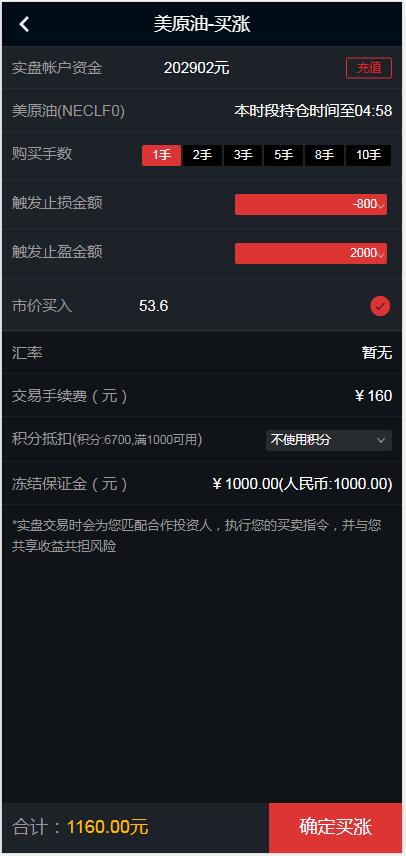 美原油-买涨
实盘帐户资金 202902元 充值
美原油(NECLF0) 本时段持仓时间至04:58
购买手数 1手 2手 3手 5手 8手 10手
触发止损金额 -800
触发止盈金额 2000
市价买入 53.6
汇率 暂无
交易手续费（元） ￥160
积分抵扣(积分:6700,满1000可用) 不使用积分
冻结保证金（元） ￥1000.00(人民币:1000.00)
*实盘交易时会为您匹配合作投资人，执行您的买卖指令，并与您
共享收益共担风险
合计：1160.00元 确定买涨